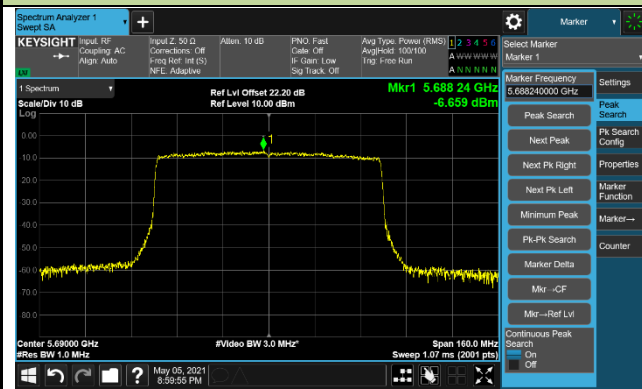 Spectrum Analyzer 1
Swept SA
Marker
KEYSIGHT
Input: RF
Coupling: AC
Align: Auto
Input Z: 50 Ω
Corrections: Off
Freq Ref: Int (S)
NFE: Adaptive
Atten: 10 dB
PNO: Fast
Gate: Off
IF Gain: Low
Sig Track: Off
Avg Type: Power (RMS)
Avg|Hold: 100/100
Trig: Free Run
1 2 3 4 5 6
A W W W W W
A N N N N N
LW
Select Marker
Marker 1
1 Spectrum
Scale/Div 10 dB
Log
Ref Lvl Offset 22.20 dB
Ref Level 10.00 dBm
Mkr1 5.688 24 GHz
-6.659 dBm
Marker Frequency
5.688240000 GHz
Peak Search
Next Peak
Next Pk Right
Next Pk Left
Minimum Peak
Pk-Pk Search
Marker Delta
Mkr→CF
Mkr→Ref Lvl
Continuous Peak
Search
On
Off
Settings
Peak
Search
Pk Search
Config
Properties
Marker
Function
Marker→
Counter
1
0.00
-10.0
-20.0
-30.0
-40.0
-50.0
-60.0
-70.0
-80.0
Center 5.69000 GHz
#Res BW 1.0 MHz
#Video BW 3.0 MHz*
Span 160.0 MHz
Sweep 1.07 ms (2001 pts)
?
May 05, 2021
8:59:55 PM